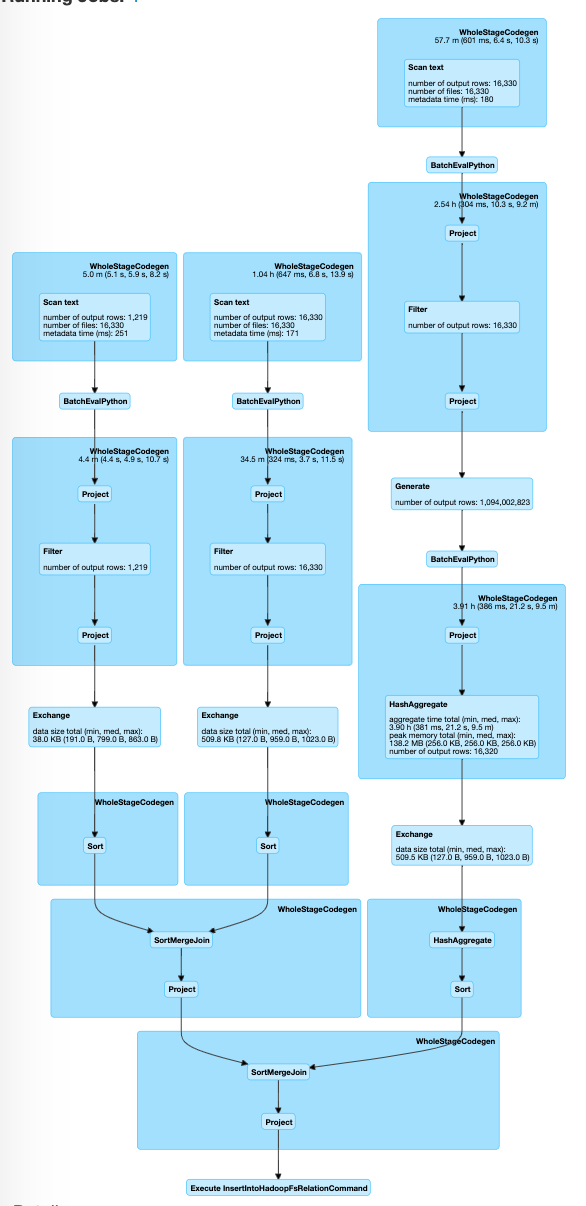 Running Jobs: 1
WholeStageCodegen
57.7 m (601 ms, 6.4 s, 10.3 s)
Scan text
number of output rows: 16,330
number of files: 16,330
metadata time (ms): 180
BatchEvalPython
WholeStageCodegen
2.54 h (304 ms, 10.3 s, 9.2 m)
Project
Filter
number of output rows: 16,330
Project
WholeStageCodegen
5.0 m (5.1 s, 5.9 s, 8.2 s)
Scan text
number of output rows: 1,219
number of files: 16,330
metadata time (ms): 251
BatchEvalPython
WholeStageCodegen
4.4 m (4.4 s, 4.9 s, 10.7 s)
Project
Filter
number of output rows: 1,219
Project
Exchange
data size total (min, med, max):
38.0 KB (191.0 B, 799.0 B, 863.0 B)
WholeStageCodegen
Sort
WholeStageCodegen
1.04 h (647 ms, 6.8 s, 13.9 s)
Scan text
number of output rows: 16,330
number of files: 16,330
metadata time (ms): 171
BatchEvalPython
WholeStageCodegen
34.5 m (324 ms, 3.7 s, 11.5 s)
Project
Filter
number of output rows: 16,330
Project
Exchange
data size total (min, med, max):
509.8 KB (127.0 B, 959.0 B, 1023.0 B)
WholeStageCodegen
Sort
Generate
number of output rows: 1,094,002,823
BatchEvalPython
WholeStageCodegen
3.91 h (386 ms, 21.2 s, 9.5 m)
Project
HashAggregate
aggregate time total (min, med, max):
3.90 h (381 ms, 21.2 s, 9.5 m)
peak memory total (min, med, max):
138.2 MB (256.0 KB, 256.0 KB, 256.0 KB)
number of output rows: 16,320
Exchange
data size total (min, med, max):
509.5 KB (127.0 B, 959.0 B, 1023.0 B)
WholeStageCodegen
SortMergeJoin
Project
WholeStageCodegen
HashAggregate
Sort
WholeStageCodegen
SortMergeJoin
Project
Execute InsertIntoHadoopFsRelationCommand